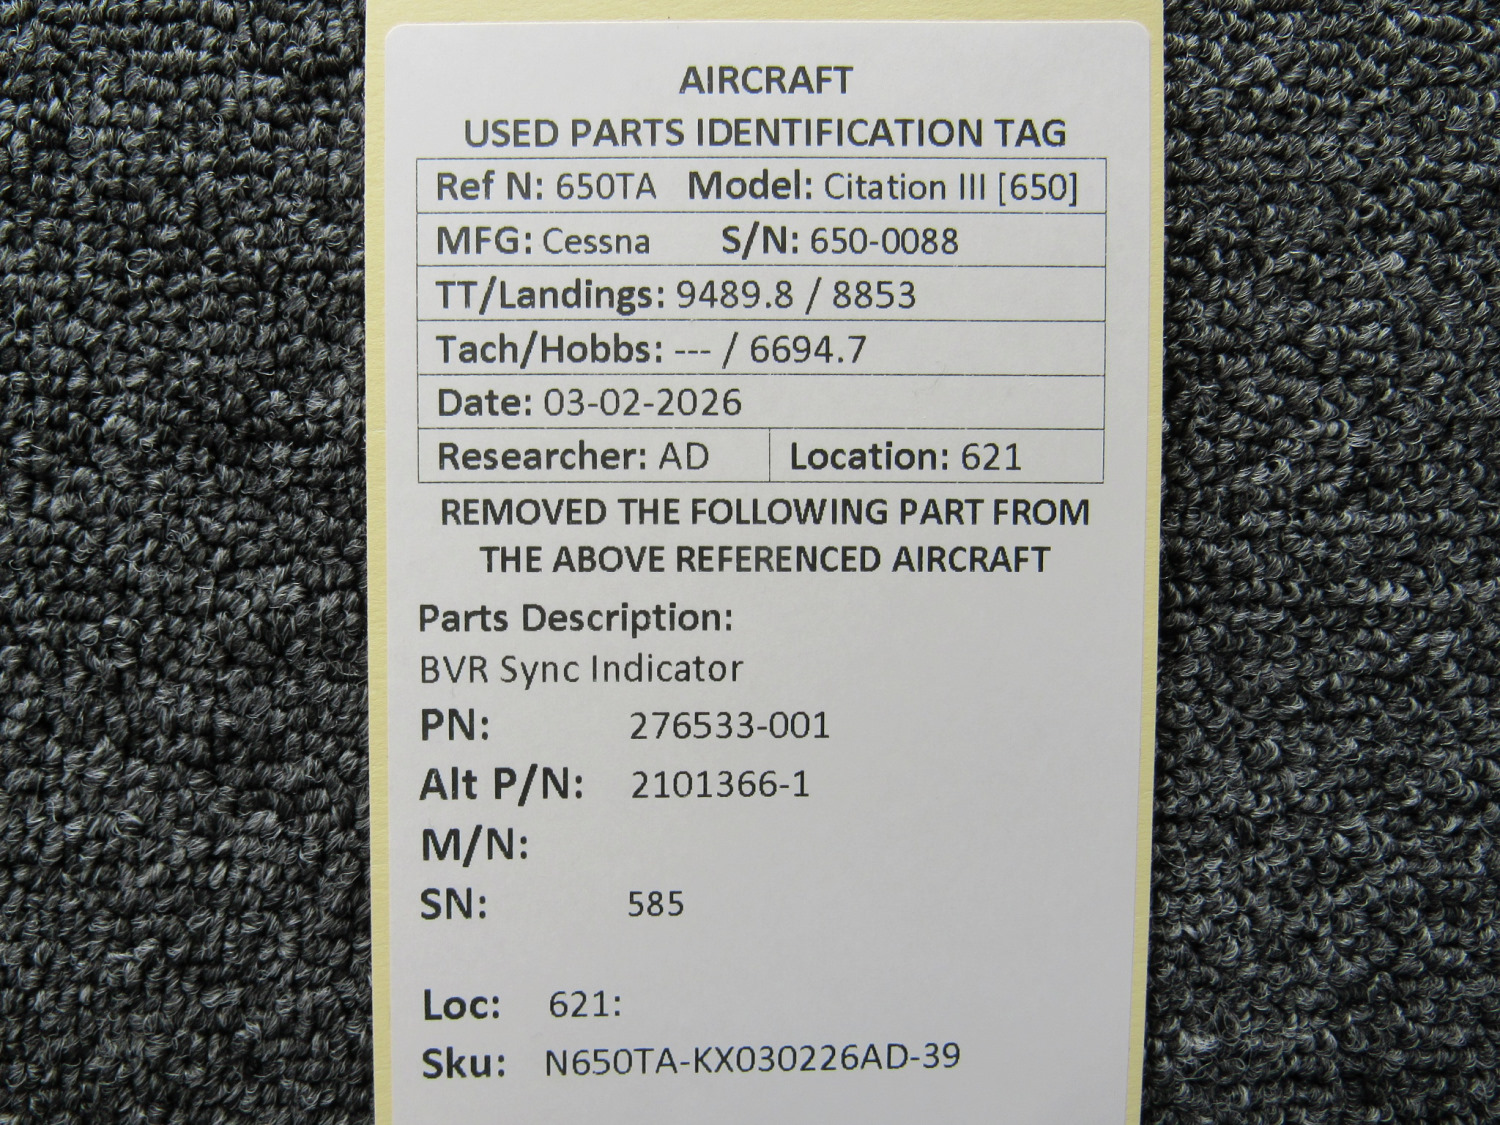 AIRCRAFT
USED PARTS IDENTIFICATION TAG
Ref N: 650TA Model: Citation III [650]
MFG: Cessna S/N: 650-0088
TT/Landings: 9489.8 / 8853
Tach/Hobbs: --- / 6694.7
Date: 03-02-2026
Researcher: AD Location: 621
REMOVED THE FOLLOWING PART FROM
THE ABOVE REFERENCED AIRCRAFT
Parts Description:
BVR Sync Indicator
PN: 276533-001
Alt P/N: 2101366-1
M/N:
SN: 585
Loc: 621:
Sku: N650TA-KX030226AD-39